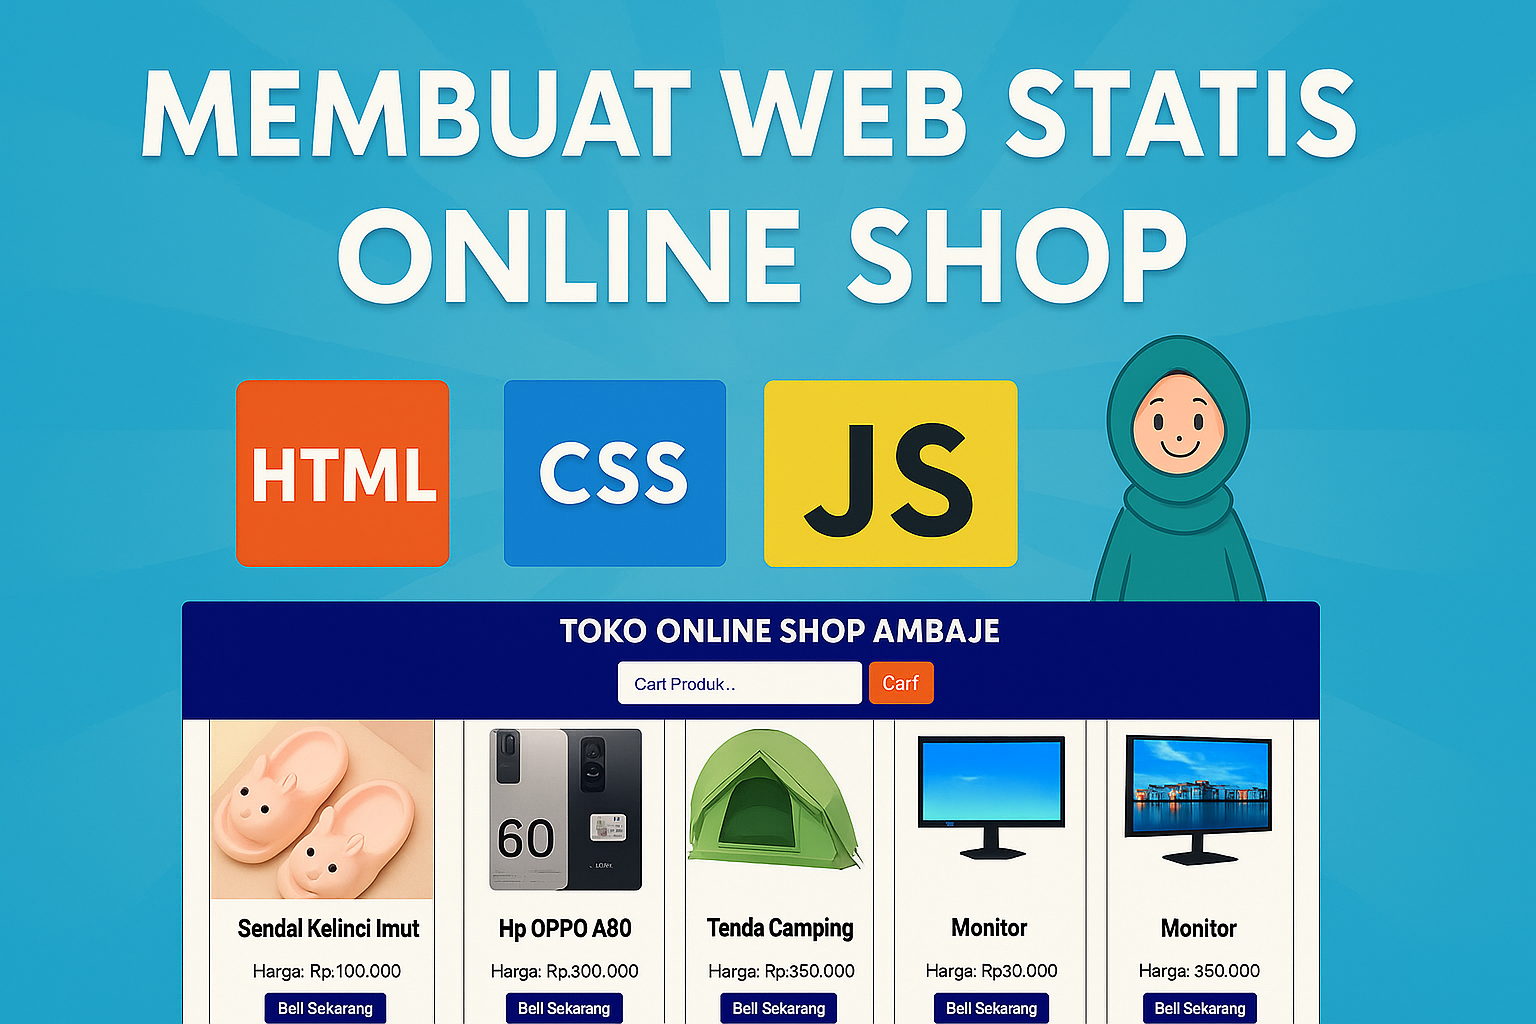 MEMBUAT WEB STATIS
ONLINE SHOP
HTML
CSS
JS
TOKO ONLINE SHOP AMBAJE
Cart Produk..
Carf
60
Sendal Kelinci Imut
Hp OPPO A80
Tenda Camping
Monitor
Monitor
Harga: Rp:100.000
Harga: Rp.300.000
Harga: Rp:350.000
Harga: Rp30.000
Harga: 350.000
Bell Sekarang
Bell Sekarang
Bell Sekarang
Bell Sekarang
Bell Sekarang